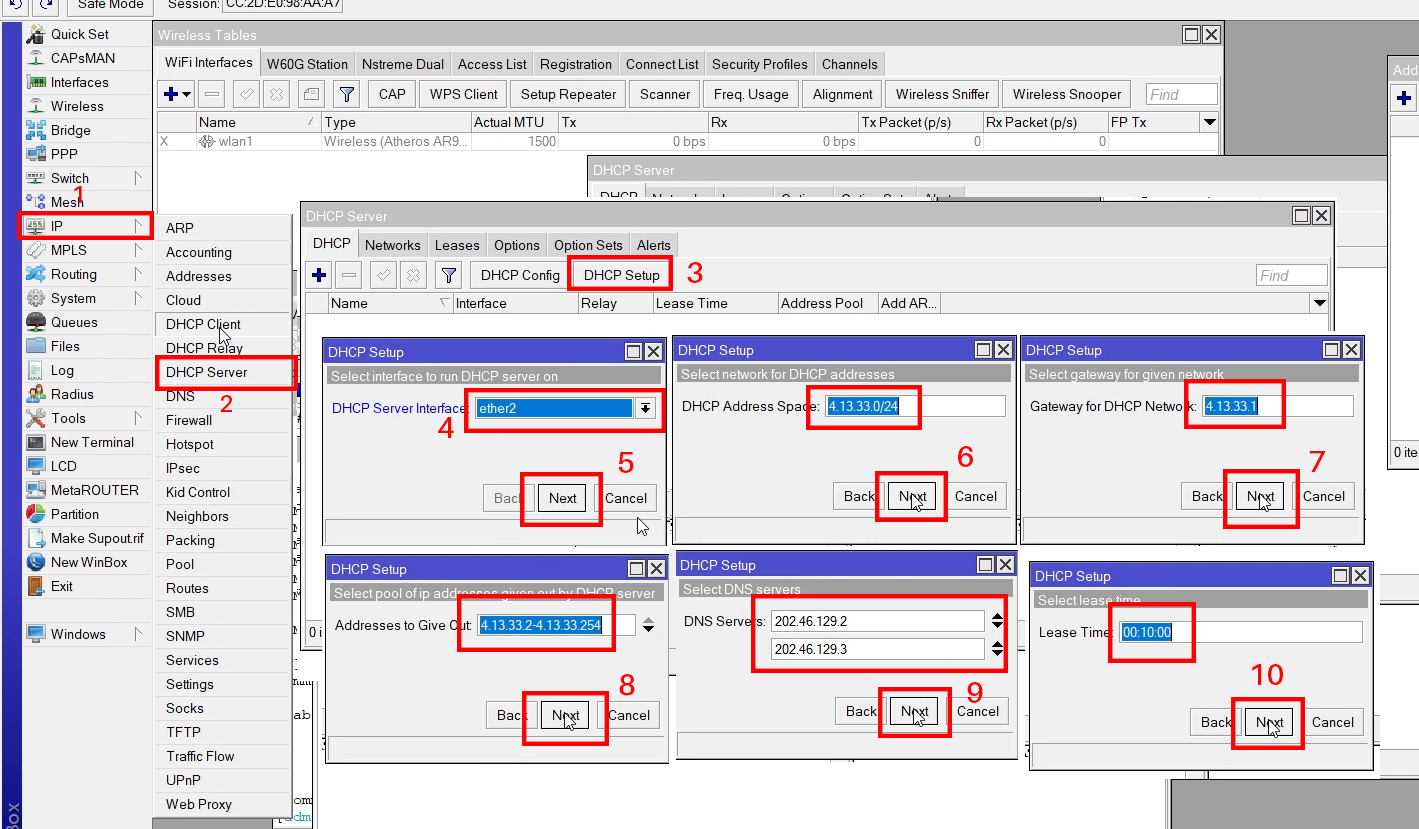 Safe Mode Session: CC:2D:E0:98:AA:A7
Quick Set
CAPsMAN
Interfaces
Wireless
Bridge
PPP
Switch
Mesh
1
IP
MPLS
Routing
System
Queues
Files
Log
Radius
Tools
New Terminal
LCD
MetaROUTER
Partition
Make Supout.rif
New WinBox
Exit
Windows
ARP
Accounting
Addresses
Cloud
DHCP Client
DHCP Relay
DHCP Server
2
DNS
Firewall
Hotspot
IPsec
Kid Control
Neighbors
Packing
Pool
Routes
SMB
SNMP
Services
Settings
Socks
TFTP
Traffic Flow
UPnP
Web Proxy
Wireless Tables
WiFi Interfaces W60G Station Nstreme Dual Access List Registration Connect List Security Profiles Channels
CAP WPS Client Setup Repeater Scanner Freq. Usage Alignment Wireless Sniffer Wireless Snooper Find
Name Type Actual MTU Tx Rx Tx Packet (p/s) Rx Packet (p/s) FP Tx
X wlan1 Wireless (Atheros AR9... 1500 0 bps 0 bps 0 0
Add
DHCP Server
DHCP Server
DHCP Networks Leases Options Option Sets Alerts
DHCP Config DHCP Setup 3 Find
Name Interface Relay Lease Time Address Pool Add AR...
DHCP Setup
Select interface to run DHCP server on
DHCP Server Interface: ether2
4
5
Back Next Cancel
DHCP Setup
Select network for DHCP addresses
DHCP Address Space: 4.13.33.0/24
6
Back Next Cancel
DHCP Setup
Select gateway for given network
Gateway for DHCP Network: 4.13.33.1
7
Back Next Cancel
DHCP Setup
Select pool of ip addresses given out by DHCP server
Addresses to Give Out: 4.13.33.2-4.13.33.254
8
Back Next Cancel
DHCP Setup
Select DNS servers
DNS Servers: 202.46.129.2
202.46.129.3
9
Back Next Cancel
DHCP Setup
Select lease time
Lease Time: 00:10:00
10
Back Next Cancel